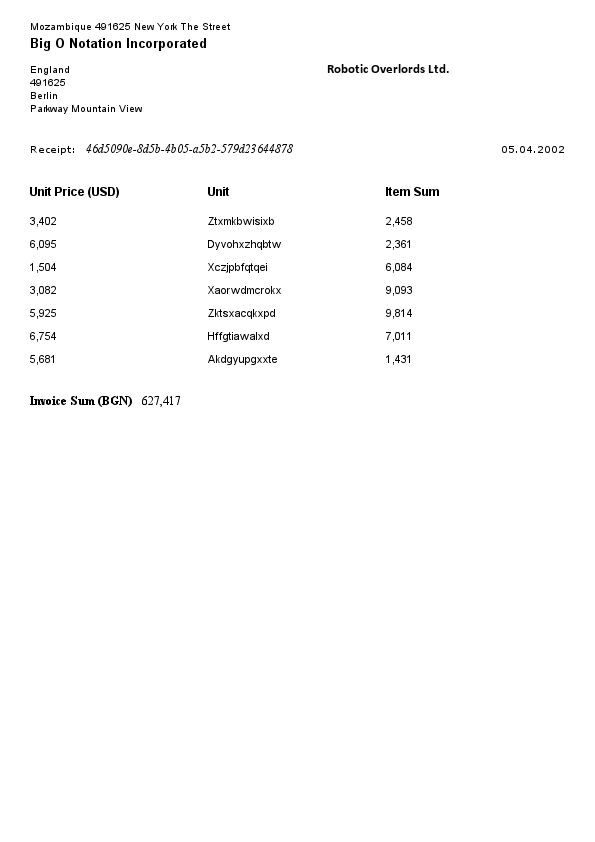 Mozambique 491625 New York The Street
Big O Notation Incorporated
England
491625
Berlin
Parkway Mountain View
Robotic Overlords Ltd.
Receipt: 46d5090e-8d5b-4b05-a5b2-579d23644878 05.04.2002
Unit Price (USD) Unit Item Sum
3,402 Ztxmkbwisixb 2,458
6,095 Dyvohxzhqbtw 2,361
1,504 Xczjpbfqtqei 6,084
3,082 Xaorwdmcrokx 9,093
5,925 Zktsxacqkxpd 9,814
6,754 Hffgtiawalxd 7,011
5,681 Akdgyupgxxte 1,431
Invoice Sum (BGN) 627,417